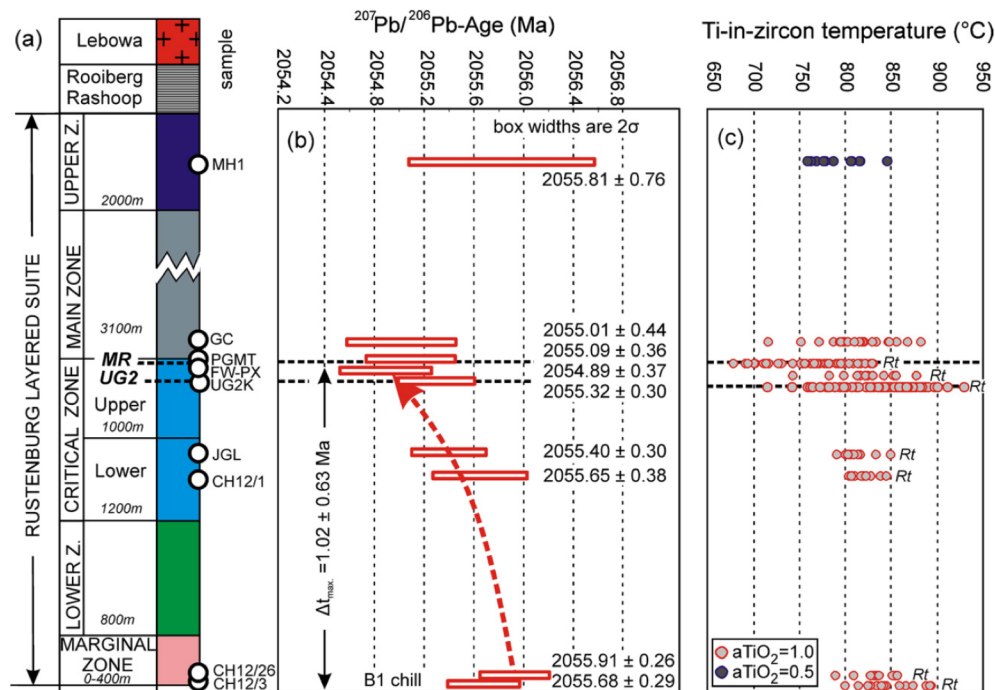 (a)
Lebowa
Rooiberg
Rashoop
sample
RUSTENBURG LAYERED SUITE
UPPER Z.
2000m
MH1
MAIN ZONE
3100m
GC
MR
PGMT
FW-PX
UG2
UG2K
CRITICAL ZONE
Upper
1000m
Lower
JGL
CH12/1
1200m
LOWER Z.
800m
MARGINAL
ZONE
0-400m
CH12/26
CH12/3
207Pb/206Pb-Age (Ma)
2054.2
2054.4
2054.8
2055.2
2055.6
2056.0
2056.4
2056.8
(b)
box widths are 2σ
2055.81 ± 0.76
2055.01 ± 0.44
2055.09 ± 0.36
2054.89 ± 0.37
2055.32 ± 0.30
2055.40 ± 0.30
2055.65 ± 0.38
Δtmax. =1.02 ± 0.63 Ma
2055.91 ± 0.26
B1 chill
2055.68 ± 0.29
Ti-in-zircon temperature (°C)
650
700
750
800
850
900
950
(c)
Rt
Rt
Rt
Rt
Rt
Rt
Rt
aTiO2=1.0
aTiO2=0.5